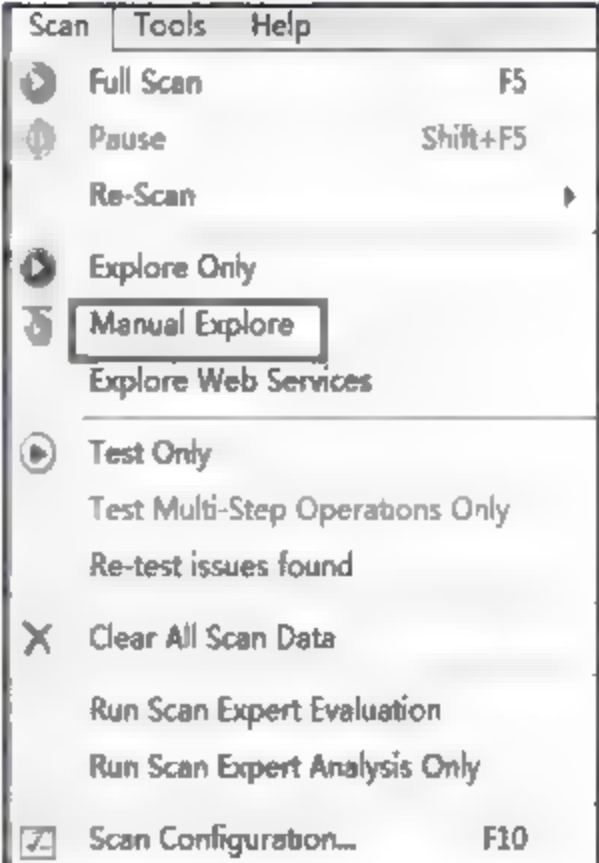 Scan Tools Help
Full Scan F5
Pause Shift+F5
Re-Scan
Explore Only
Manual Explore
Explore Web Services
Test Only
Test Multi-Step Operations Only
Re-test issues found
Clear All Scan Data
Run Scan Expert Evaluation
Run Scan Expert Analysis Only
Scan Configuration... F10